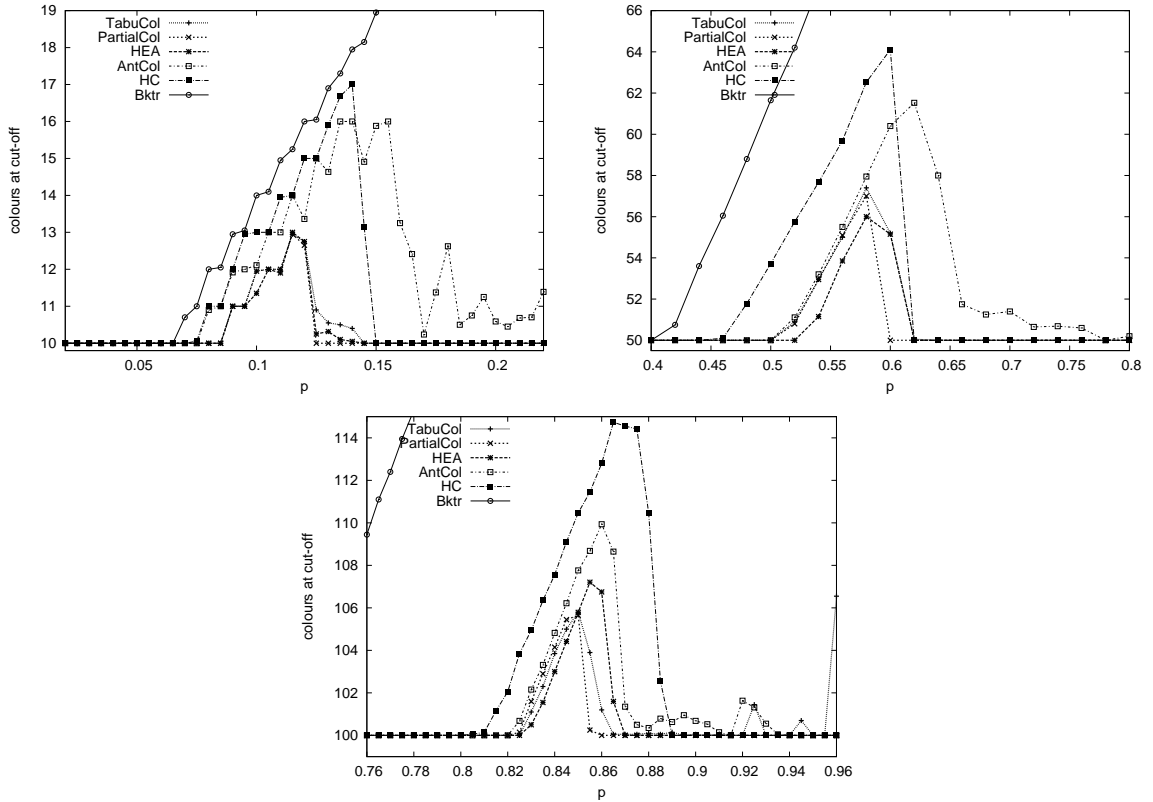 19
18
17
16
15
14
13
12
11
10
colours at cut-off
0.05
0.1
0.15
0.2
p
TabuCol
PartialCol
HEA
AntCol
HC
Bktr
66
64
62
60
58
56
54
52
50
colours at cut-off
0.4
0.45
0.5
0.55
0.6
0.65
0.7
0.75
0.8
p
TabuCol
PartialCol
HEA
AntCol
HC
Bktr
114
112
110
108
106
104
102
100
colours at cut-off
0.76
0.78
0.8
0.82
0.84
0.86
0.88
0.9
0.92
0.94
0.96
p
TabuCol
PartialCol
HEA
AntCol
HC
Bktr